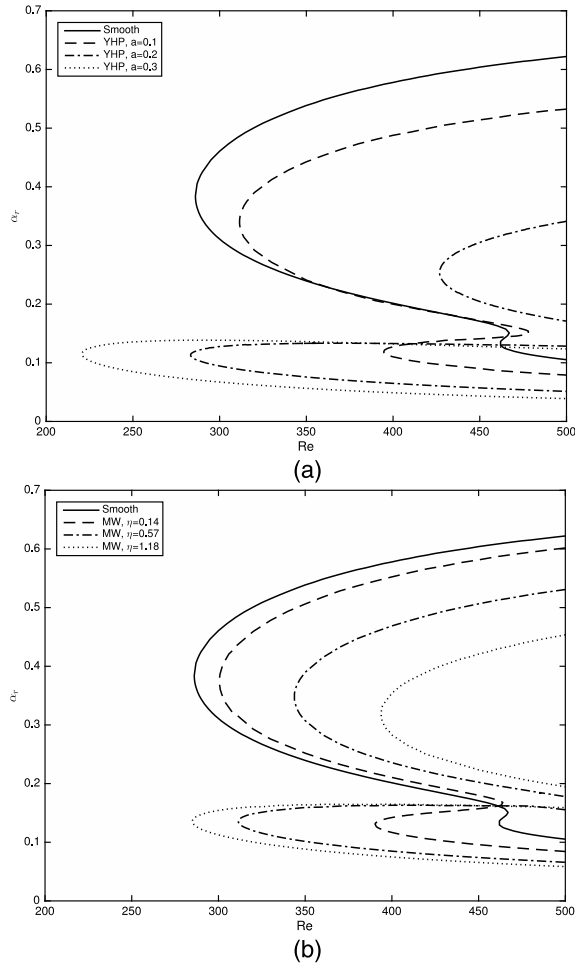 0.7
Smooth
YHP, a=0.1
YHP, a=0.2
YHP, a=0.3
0.6
0.5
0.4
αr
0.3
0.2
0.1
0
200 250 300 350 400 450 500
Re
(a)
0.7
Smooth
MW, η=0.14
MW, η=0.57
MW, η=1.18
0.6
0.5
0.4
αr
0.3
0.2
0.1
0
200 250 300 350 400 450 500
Re
(b)